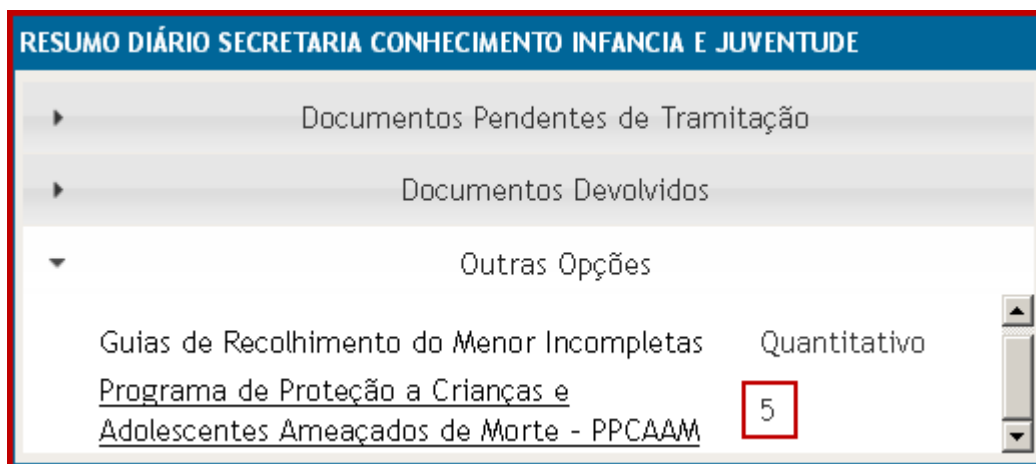 RESUMO DIÁRIO SECRETARIA CONHECIMENTO INFANCIA E JUVENTUDE
Documentos Pendentes de Tramitação
Documentos Devolvidos
Outras Opções
Guias de Recolhimento do Menor Incompletas Quantitativo
Programa de Proteção a Crianças e
Adolescentes Ameaçados de Morte - PPCAAM 5